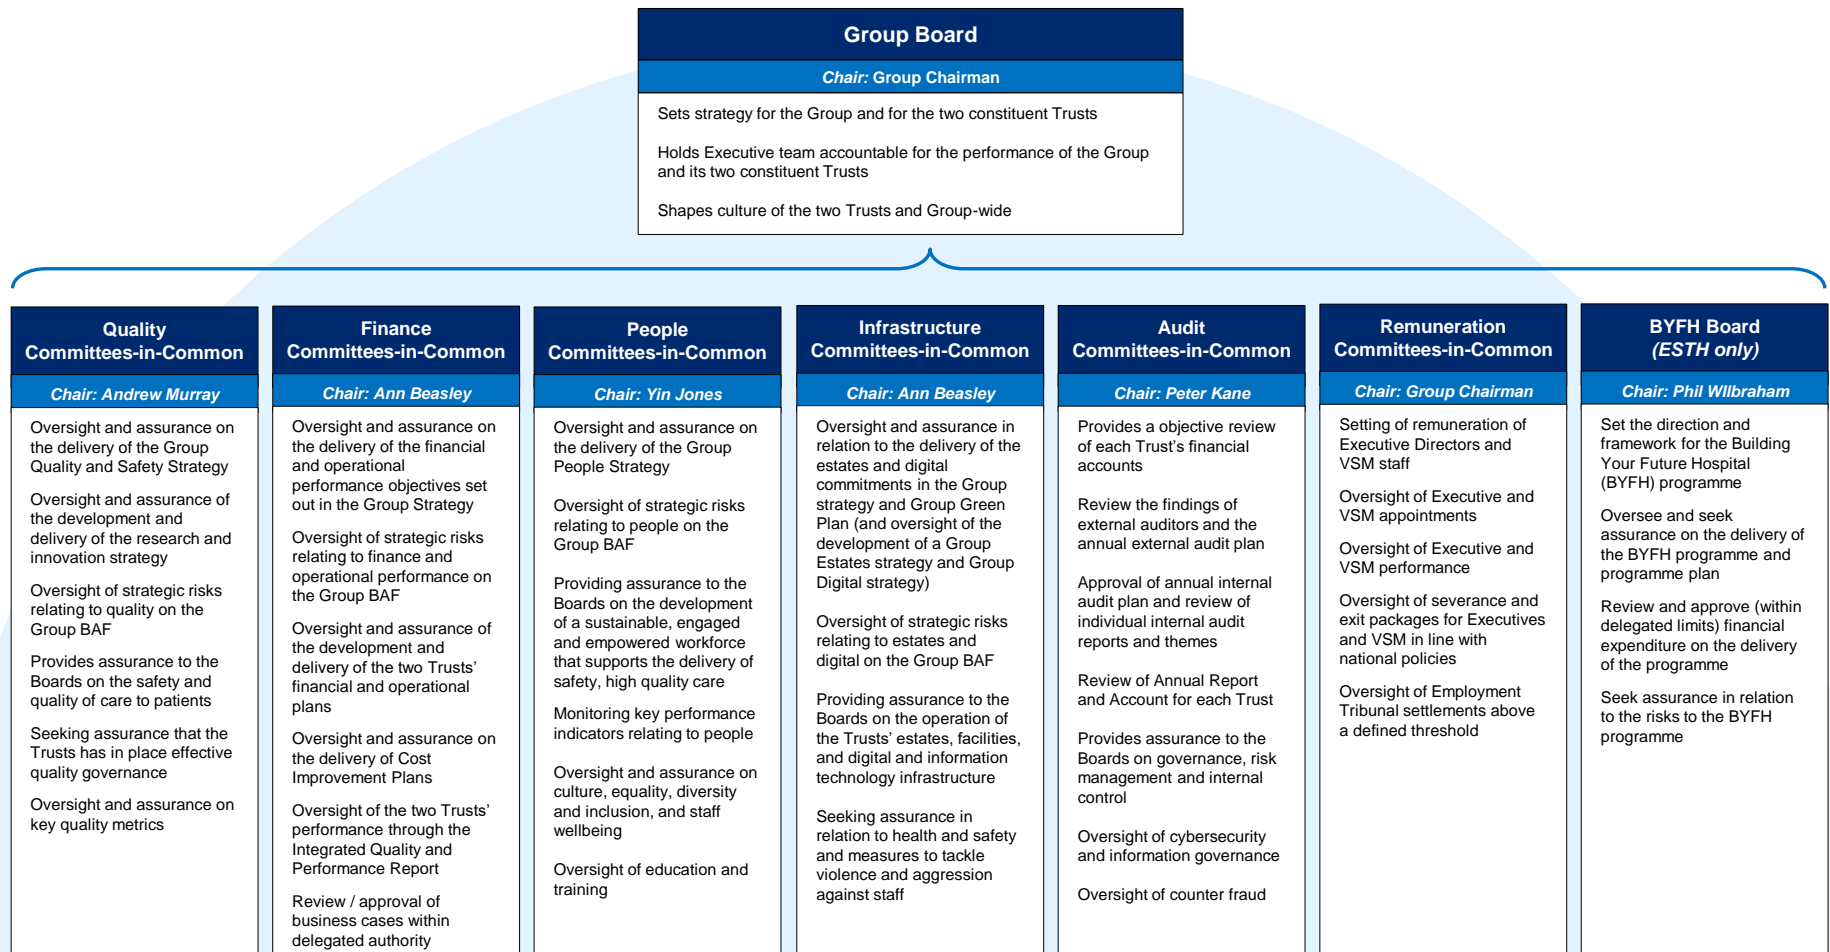 Group Board
Chair: Group Chairman
Sets strategy for the Group and for the two constituent Trusts
Holds Executive team accountable for the performance of the Group
and its two constituent Trusts
Shapes culture of the two Trusts and Group-wide
Quality
Committees-in-Common
Chair: Andrew Murray
Oversight and assurance on
the delivery of the Group
Quality and Safety Strategy
Oversight and assurance of
the development and
delivery of the research and
innovation strategy
Oversight of strategic risks
relating to quality on the
Group BAF
Provides assurance to the
Boards on the safety and
quality of care to patients
Seeking assurance that the
Trusts has in place effective
quality governance
Oversight and assurance on
key quality metrics
Finance
Committees-in-Common
Chair: Ann Beasley
Oversight and assurance on
the delivery of the financial
and operational
performance objectives set
out in the Group Strategy
Oversight of strategic risks
relating to finance and
operational performance on
the Group BAF
Oversight and assurance of
the development and
delivery of the two Trusts'
financial and operational
plans
Oversight and assurance on
the delivery of Cost
Improvement Plans
Oversight of the two Trusts'
performance through the
Integrated Quality and
Performance Report
Review / approval of
business cases within
delegated authority
People
Committees-in-Common
Chair: Yin Jones
Oversight and assurance on
the delivery of the Group
People Strategy
Oversight of strategic risks
relating to people on the
Group BAF
Providing assurance to the
Boards on the development
of a sustainable, engaged
and empowered workforce
that supports the delivery of
safety, high quality care
Monitoring key performance
indicators relating to people
Oversight and assurance on
culture, equality, diversity
and inclusion, and staff
wellbeing
Oversight of education and
training
Infrastructure
Committees-in-Common
Chair: Ann Beasley
Oversight and assurance in
relation to the delivery of the
estates and digital
commitments in the Group
strategy and Group Green
Plan (and oversight of the
development of a Group
Estates strategy and Group
Digital strategy)
Oversight of strategic risks
relating to estates and
digital on the Group BAF
Providing assurance to the
Boards on the operation of
the Trusts' estates, facilities,
and digital and information
technology infrastructure
Seeking assurance in
relation to health and safety
and measures to tackle
violence and aggression
against staff
Audit
Committees-in-Common
Chair: Peter Kane
Provides a objective review
of each Trust's financial
accounts
Review the findings of
external auditors and the
annual external audit plan
Approval of annual internal
audit plan and review of
individual internal audit
reports and themes
Review of Annual Report
and Account for each Trust
Provides assurance to the
Boards on governance, risk
management and internal
control
Oversight of cybersecurity
and information governance
Oversight of counter fraud
Remuneration
Committees-in-Common
Chair: Group Chairman
Setting of remuneration of
Executive Directors and
VSM staff
Oversight of Executive and
VSM appointments
Oversight of Executive and
VSM performance
Oversight of severance and
exit packages for Executives
and VSM in line with
national policies
Oversight of Employment
Tribunal settlements above
a defined threshold
BYFH Board
(ESTH only)
Chair: Phil WIlbraham
Set the direction and
framework for the Building
Your Future Hospital
(BYFH) programme
Oversee and seek
assurance on the delivery of
the BYFH programme and
programme plan
Review and approve (within
delegated limits) financial
expenditure on the delivery
of the programme
Seek assurance in relation
to the risks to the BYFH
programme